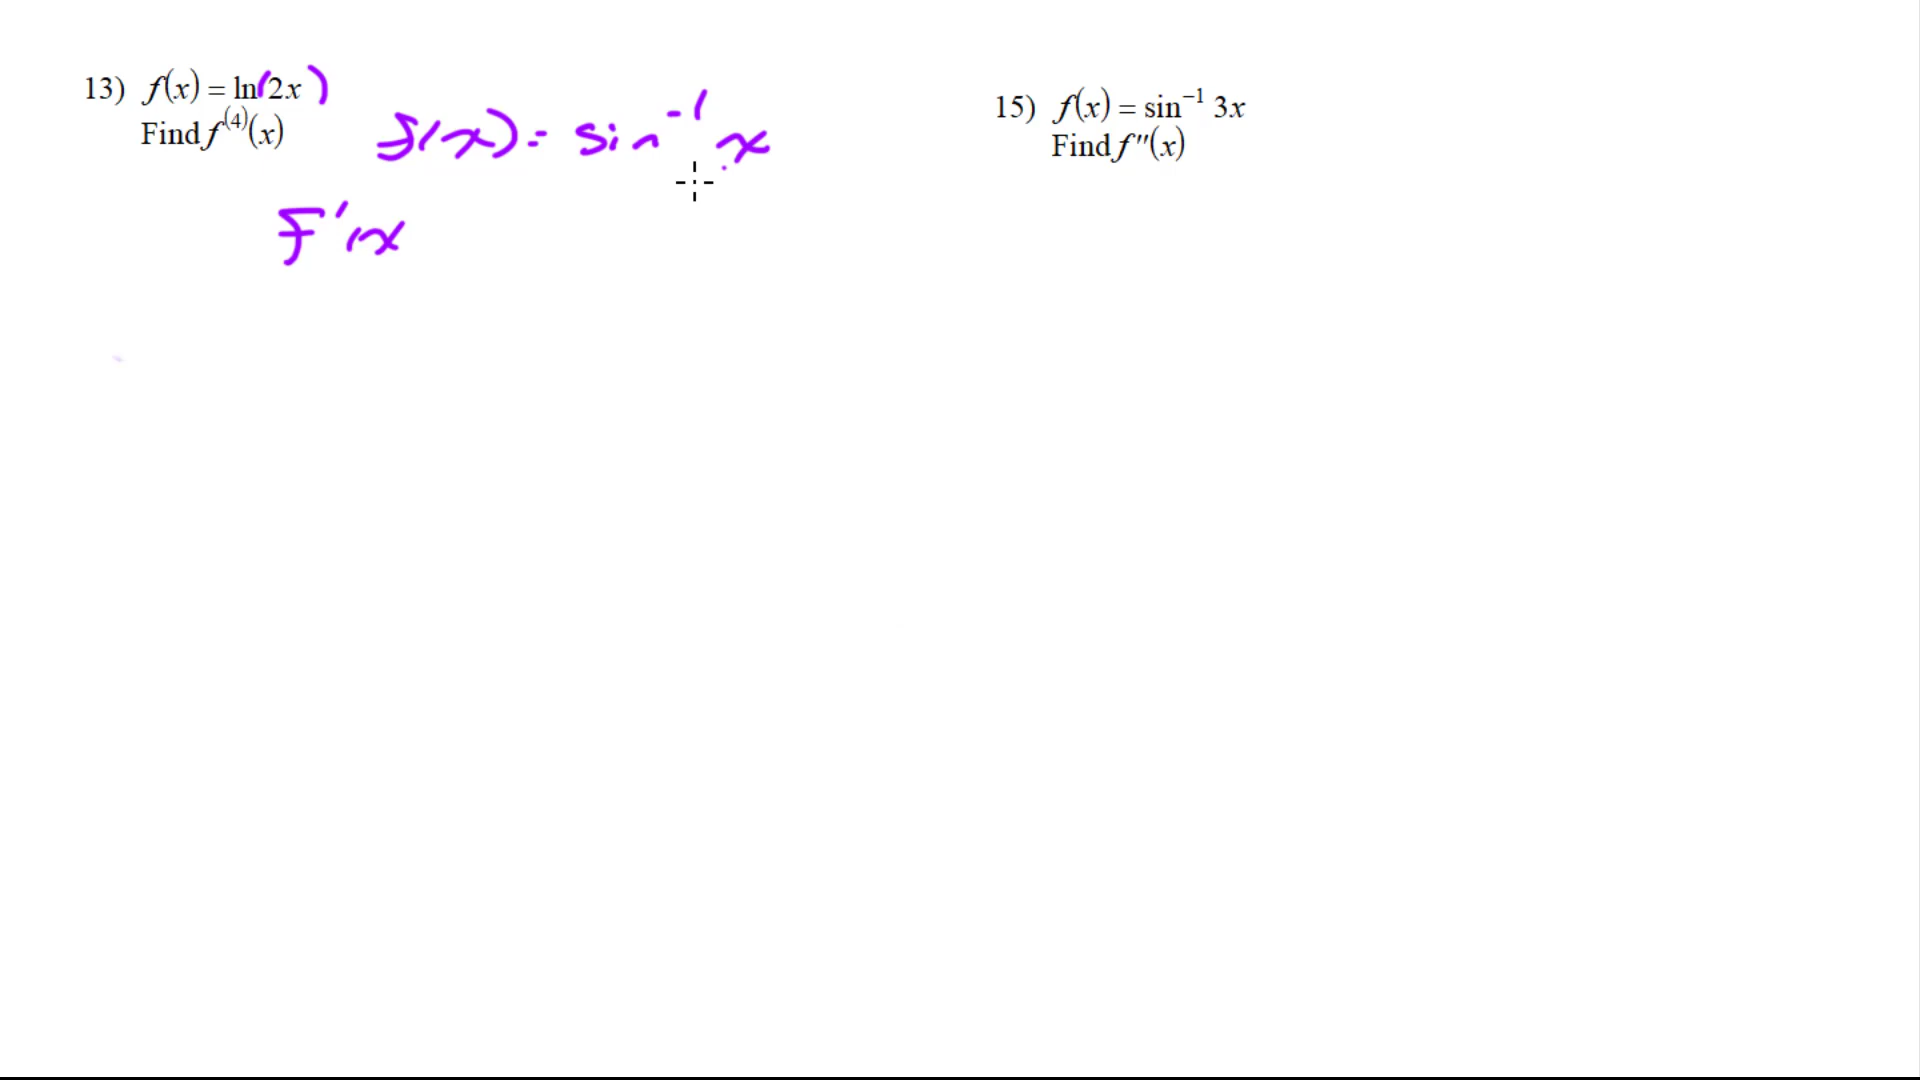 13) f(x) = ln(2x)
Find f⁽⁴⁾(x)
f(x) = sin⁻¹ x
F'(x
15) f(x) = sin⁻¹ 3x
Find f″(x)